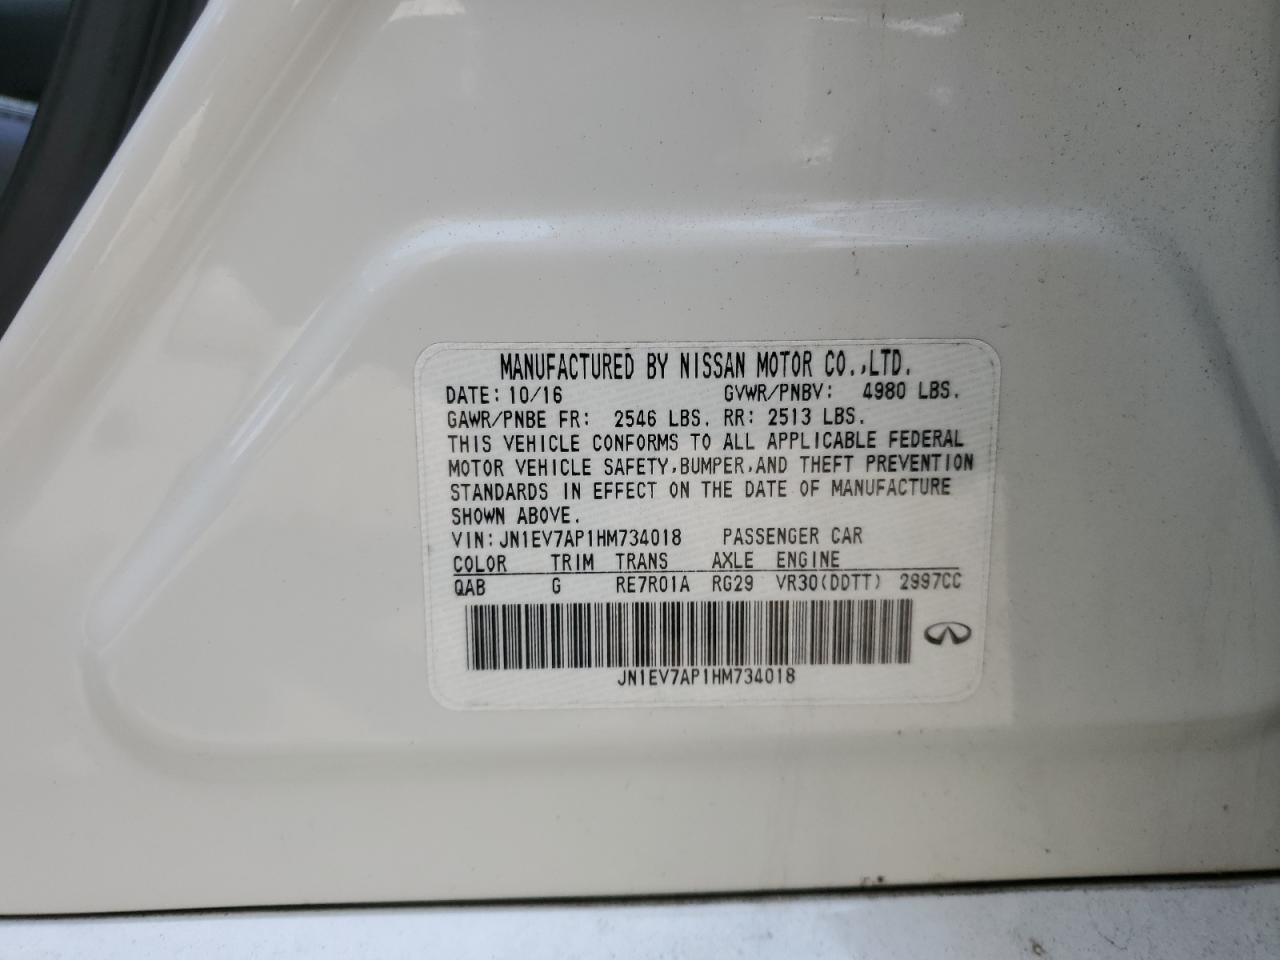 MANUFACTURED BY NISSAN MOTOR CO.,LTD.
DATE: 10/16 GVWR/PNBV: 4980 LBS.
GAWR/PNBE FR: 2546 LBS. RR: 2513 LBS.
THIS VEHICLE CONFORMS TO ALL APPLICABLE FEDERAL
MOTOR VEHICLE SAFETY,BUMPER,AND THEFT PREVENTION
STANDARDS IN EFFECT ON THE DATE OF MANUFACTURE
SHOWN ABOVE.
VIN: JN1EV7AP1HM734018 PASSENGER CAR
COLOR TRIM TRANS AXLE ENGINE
QAB G RE7R01A RG29 VR30(DDTT) 2997CC
JN1EV7AP1HM734018